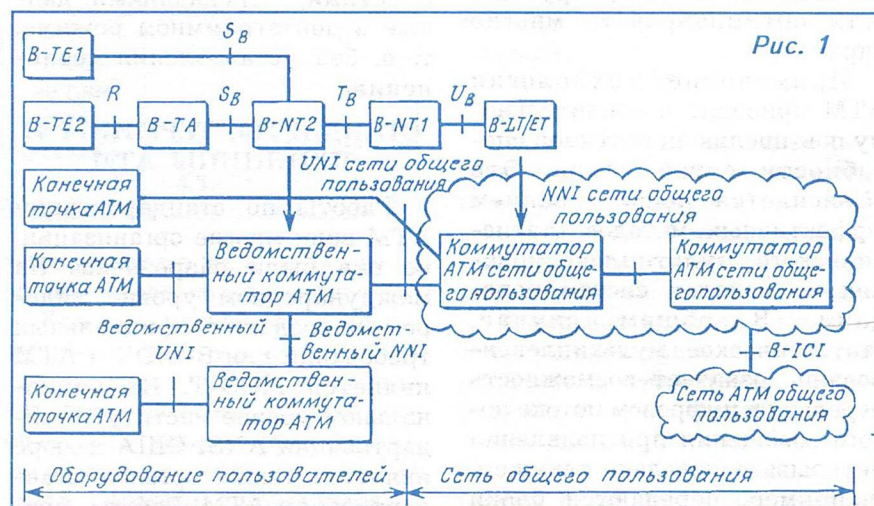 Рис. 1
B-TE1
S_B
B-TE2
R
B-TA
S_B
B-NT2
T_B
B-NT1
U_B
B-LT/ET
UNI сети общего
пользования
NNI сети общего
пользования
Конечная
точка АТМ
Конечная
точка АТМ
Ведомствен-
ный коммута-
тор АТМ
Коммутатор
АТМ сети обще-
го пользования
Коммутатор
АТМ сети об-
щего пользования
Ведомственный
UNI
Ведомст-
венный NNI
B-ICI
Конечная
точка АТМ
Ведомствен-
ный коммута-
тор АТМ
Сеть АТМ общего
пользования
Оборудование пользователей
Сеть общего пользования